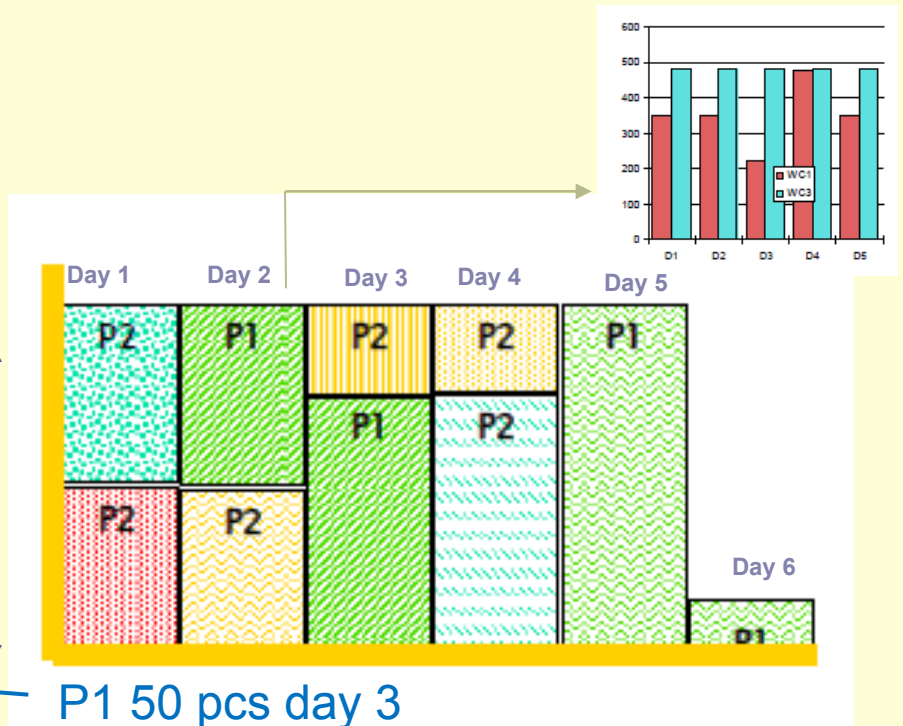 600
500
400
300
200
100
0
WC1
WC3
D1 D2 D3 D4 D5
Day 1 Day 2 Day 3 Day 4 Day 5
P2 P1 P2 P2 P1
P1 P2
P2 P2
Day 6
P1
P1 50 pcs day 3